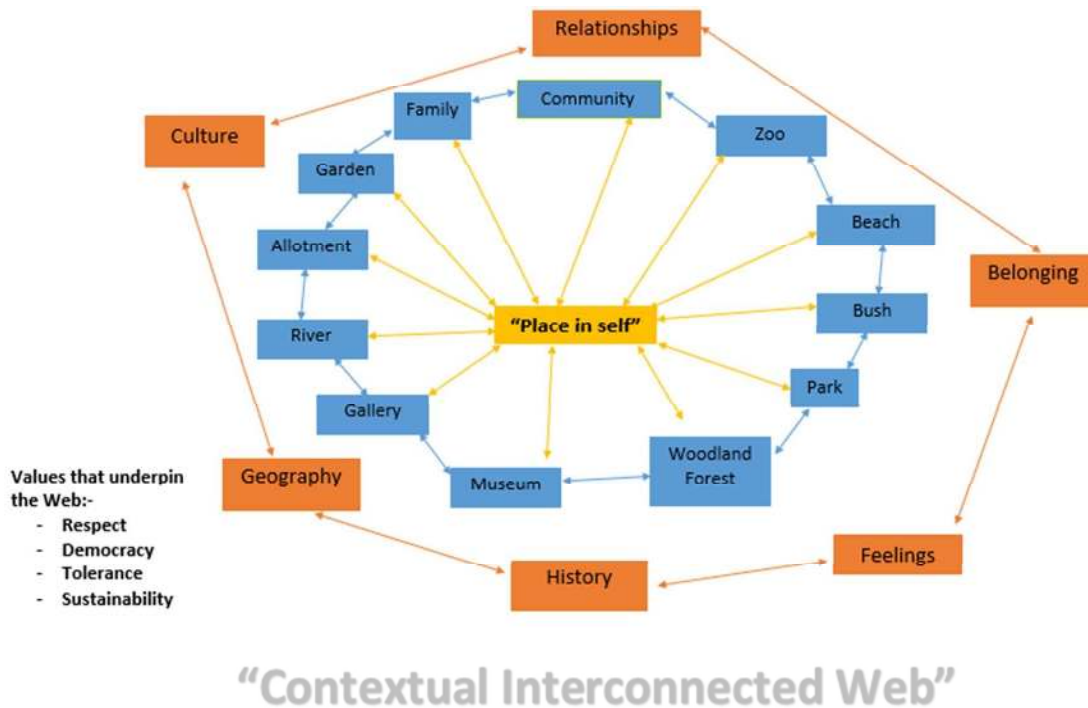 Relationships
Community
Family
Zoo
Culture
Garden
Beach
Allotment
Belonging
"Place in self"
Bush
River
Park
Gallery
Woodland
Forest
Geography
Museum
Values that underpin
the Web:-
- Respect
- Democracy
- Tolerance
- Sustainability
Feelings
History
"Contextual Interconnected Web"